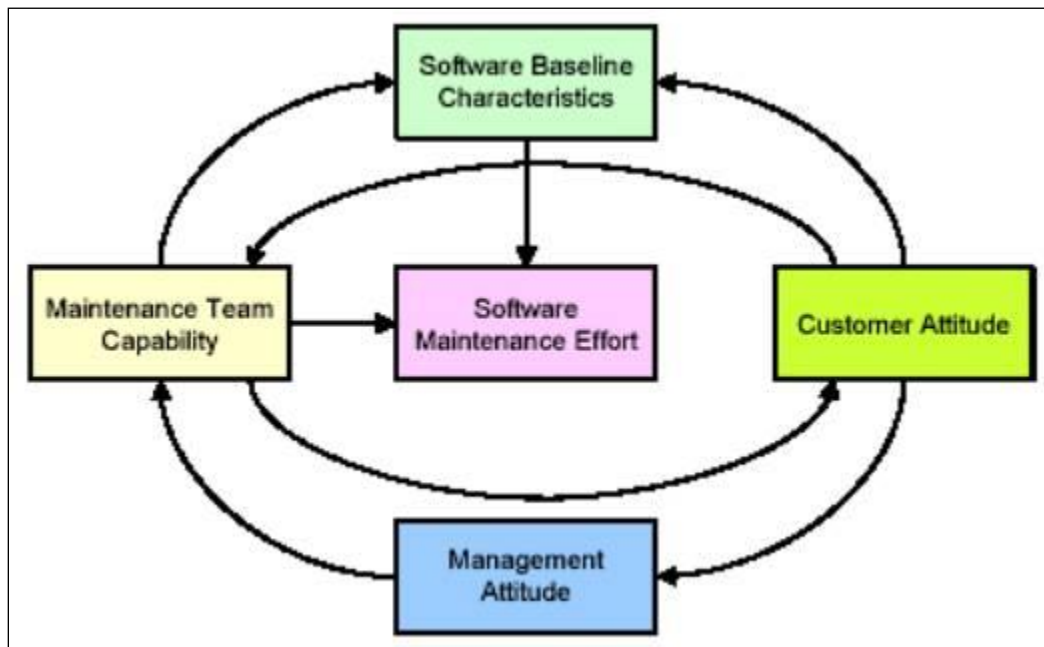 Software Baseline
Characteristics
Maintenance Team
Capability
Software
Maintenance Effort
Customer Attitude
Management
Attitude